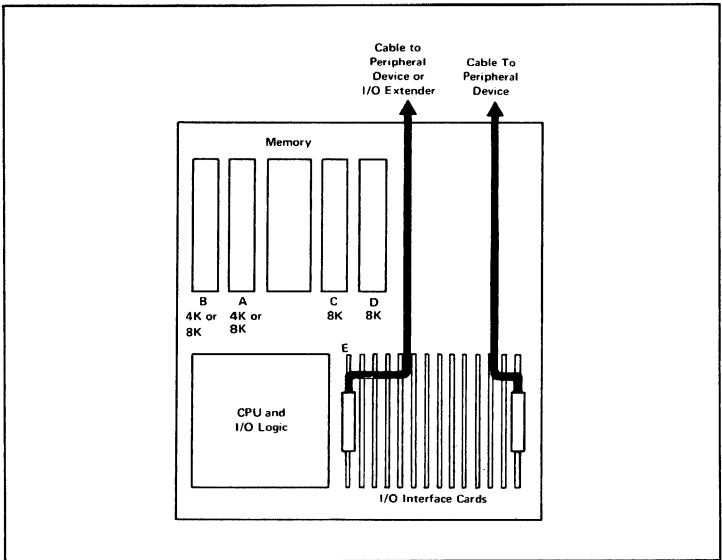 Cable to
Peripheral
Device or
I/O Extender
Cable To
Peripheral
Device
Memory
B
4K or
8K
A
4K or
8K
C
8K
D
8K
E
CPU and
I/O Logic
I/O Interface Cards